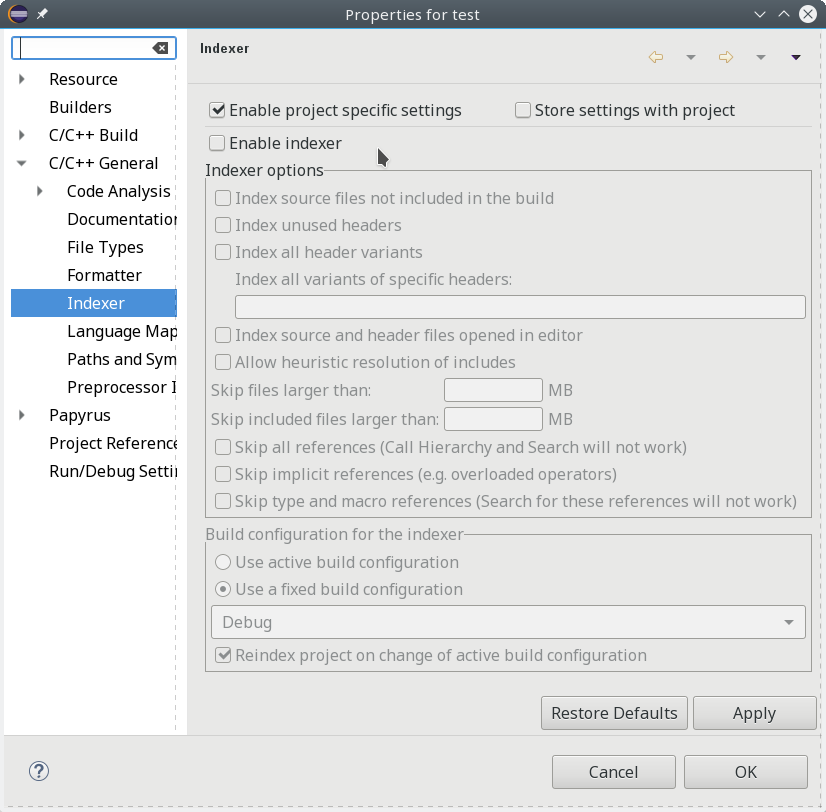 Properties for test
Indexer
Resource
Builders
C/C++ Build
C/C++ General
Code Analysis
Documentation
File Types
Formatter
Indexer
Language Map
Paths and Sym
Preprocessor I
Papyrus
Project Reference
Run/Debug Settin
Enable project specific settings Store settings with project
Enable indexer
Indexer options
Index source files not included in the build
Index unused headers
Index all header variants
Index all variants of specific headers:
Index source and header files opened in editor
Allow heuristic resolution of includes
Skip files larger than: MB
Skip included files larger than: MB
Skip all references (Call Hierarchy and Search will not work)
Skip implicit references (e.g. overloaded operators)
Skip type and macro references (Search for these references will not work)
Build configuration for the indexer
Use active build configuration
Use a fixed build configuration
Debug
Reindex project on change of active build configuration
Restore Defaults Apply
? Cancel OK